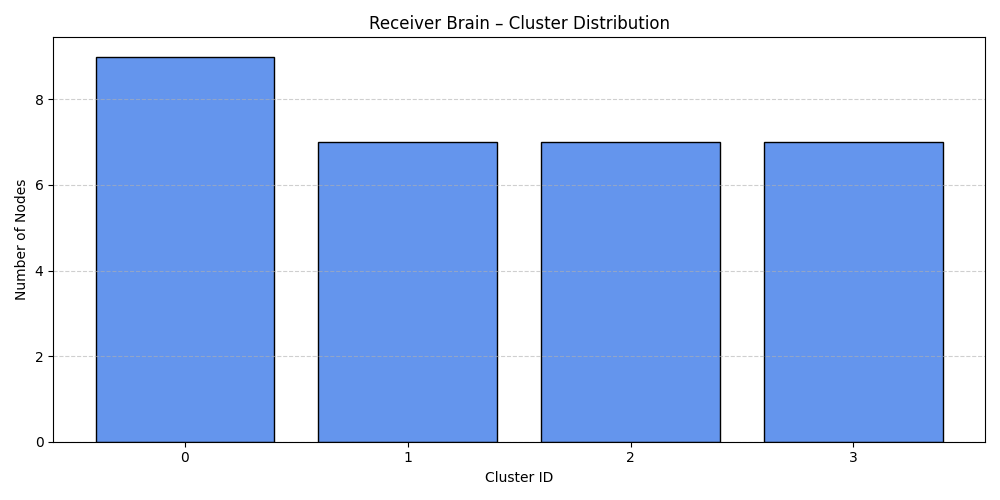 Receiver Brain – Cluster Distribution
Number of Nodes
8
6
4
2
0
0 1 2 3
Cluster ID